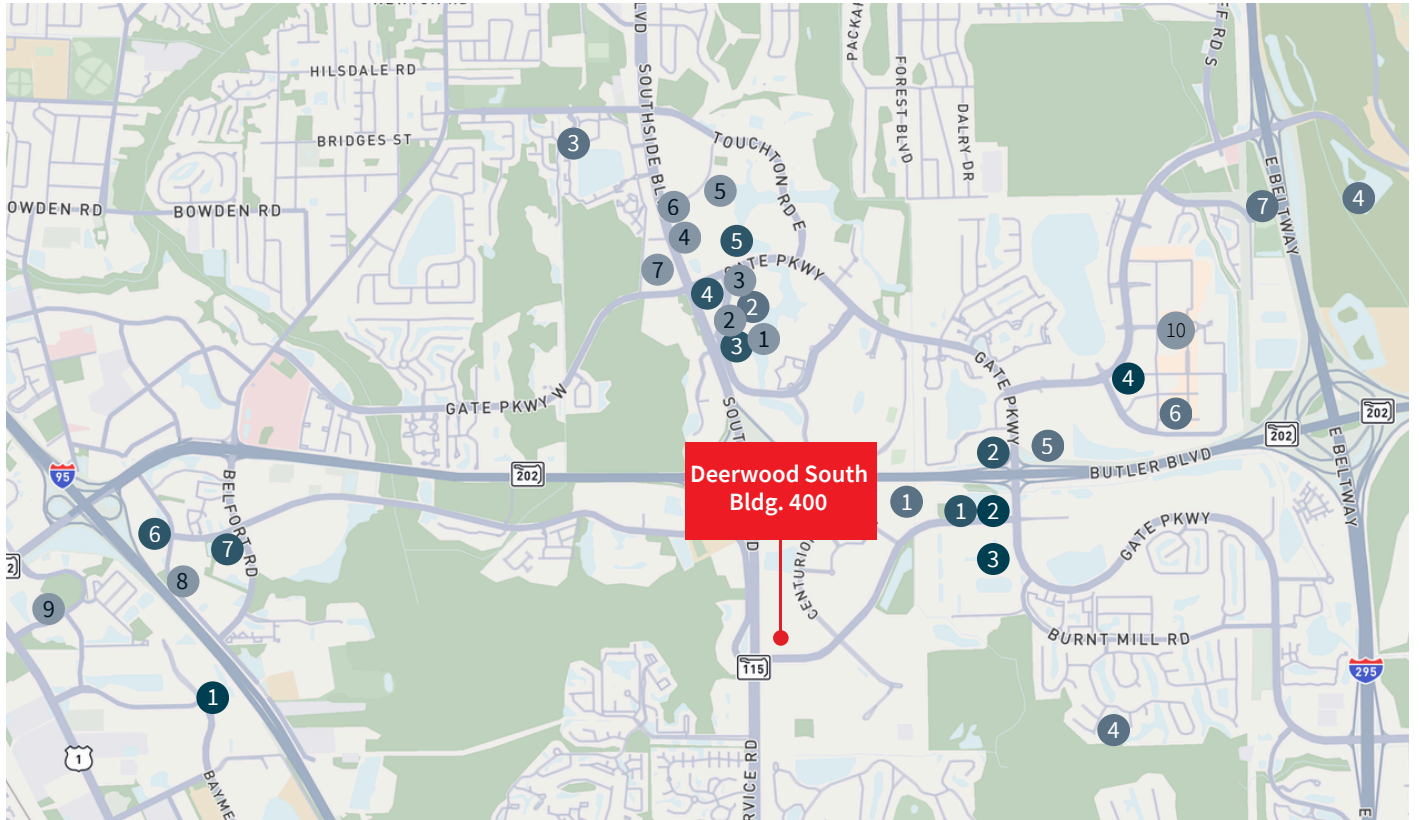 HILSDALE RD
BRIDGES ST
BLVD
SOUTHSIDE BL
TOUCHTON RD E
FOREST BLVD
DALRY DR
E BELTWAY
OWDEN RD
BOWDEN RD
3
5
6
4
5
7
4
7
GATE PKWY
3
4
2
2
1
3
10
GATE PKWY
4
GATE PKWY W
6
202
202
95
202
2
5
BUTLER BLVD
E BELTWAY
BELFORT RD
Deerwood South
Bldg. 400
1
1
2
GATE PKWY
6
7
3
CENTURION
8
9
BURNT MILL RD
115
295
1
4
1
RVICE RD
BAYME
E